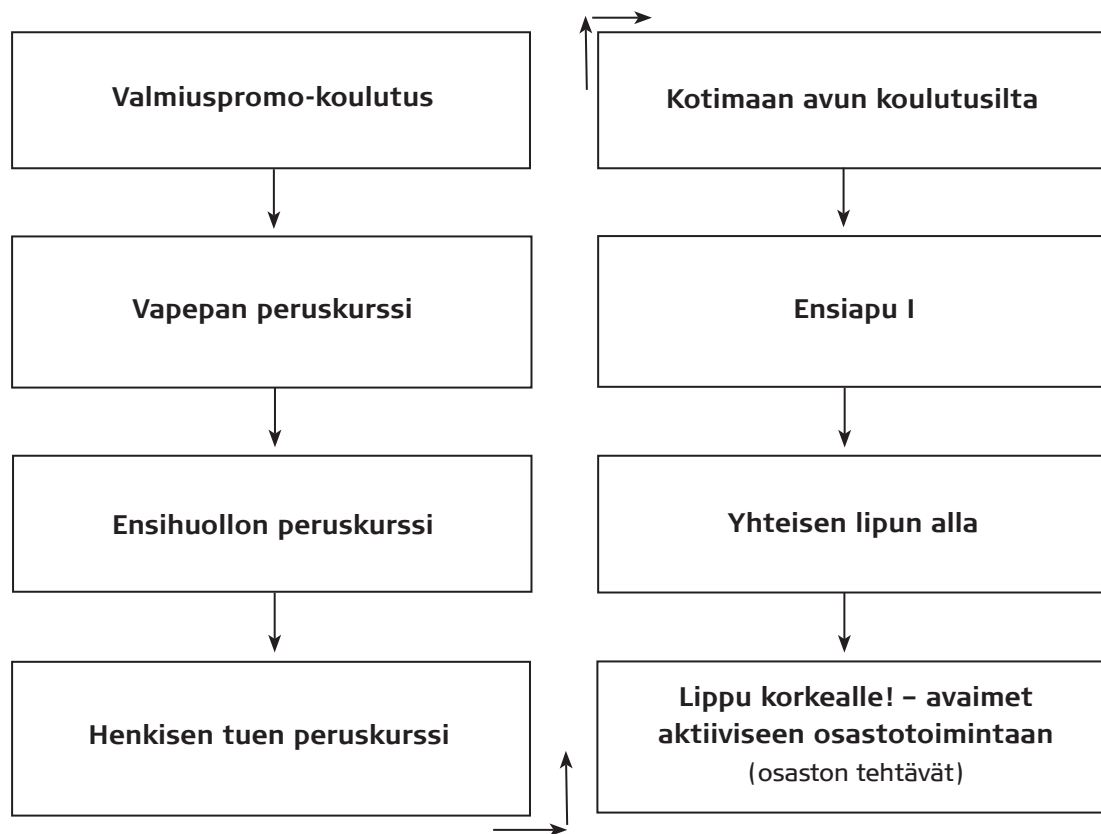 Valmiuspromo-koulutus
Vapepan peruskurssi
Ensihuollon peruskurssi
Henkisen tuen peruskurssi
Kotimaan avun koulutusilta
Ensiapu I
Yhteisen lipun alla
Lippu korkealle! – avaimet
aktiiviseen osastotoimintaan
(osaston tehtävät)